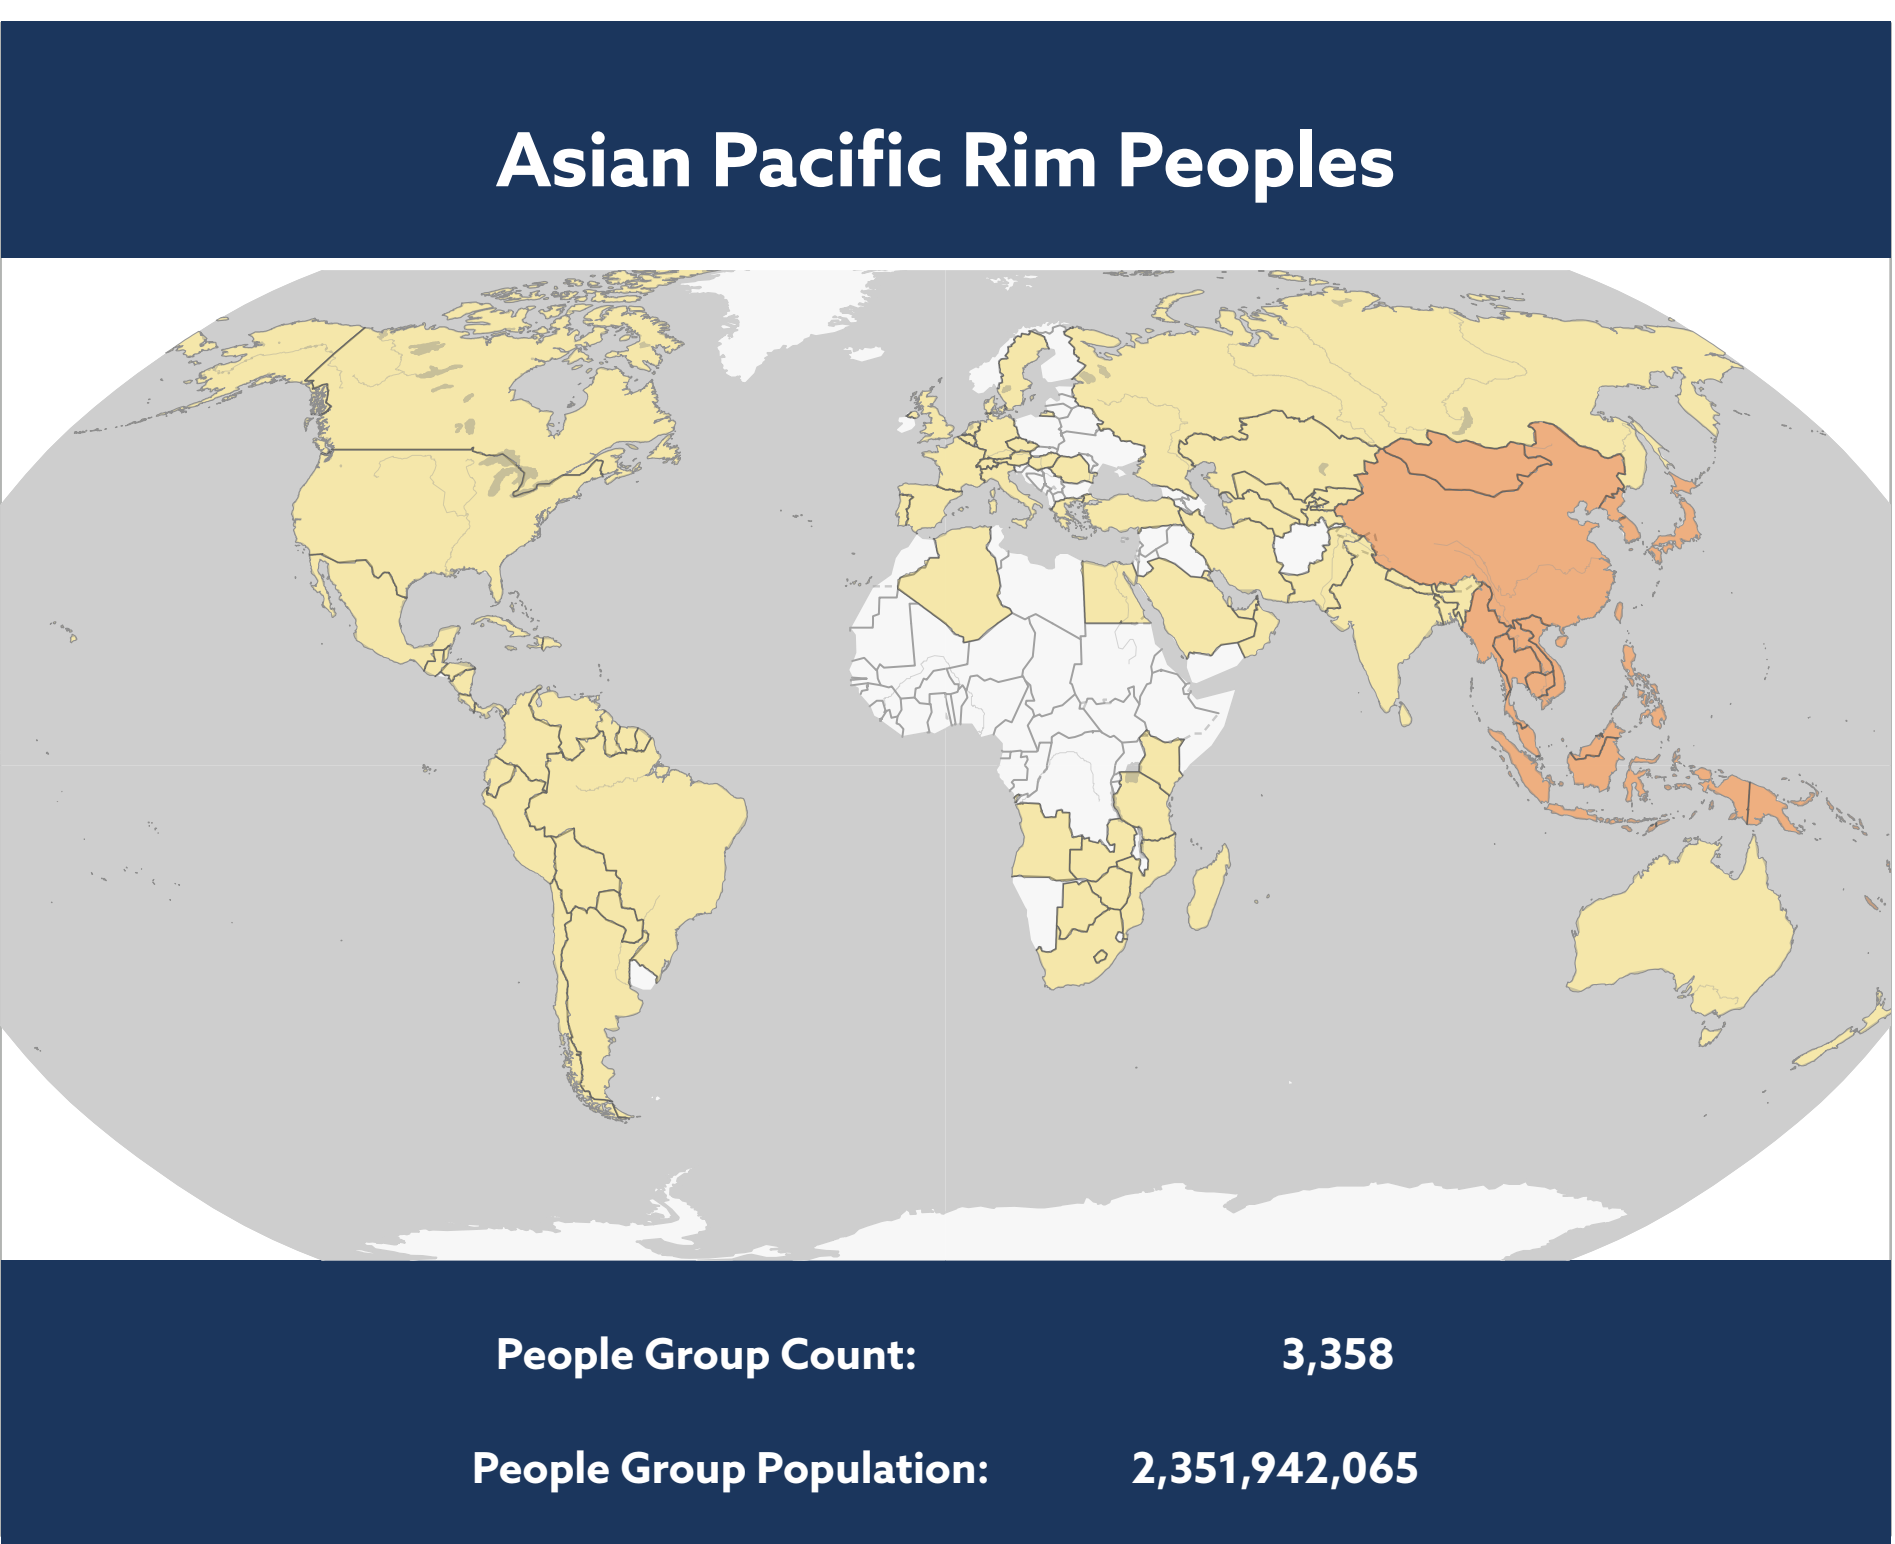 Asian Pacific Rim Peoples
People Group Count: 3,358
People Group Population: 2,351,942,065